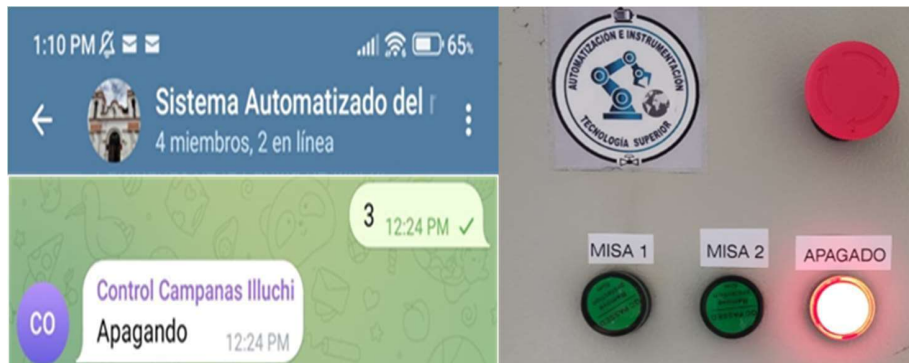 1:10 PM
65%
Sistema Automatizado del r
4 miembros, 2 en línea
3 12:24 PM
CO
Control Campanas Illuchi
Apagando 12:24 PM
AUTOMATIZACIÓN E INSTRUMENTACIÓN
TECNOLOGÍA SUPERIOR
MISA 1
MISA 2
APAGADO